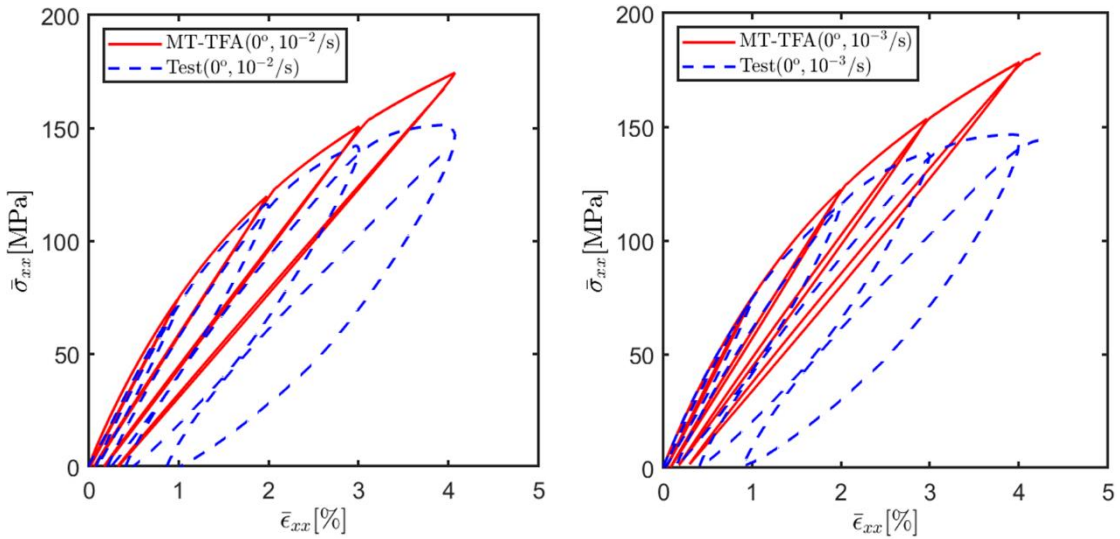 200
150
100
50
0
σ̄xx[MPa]
MT-TFA(0°, 10⁻²/s)
Test(0°, 10⁻²/s)
0 1 2 3 4 5
ϵ̄xx[%]
200
150
100
50
0
σ̄xx[MPa]
MT-TFA(0°, 10⁻³/s)
Test(0°, 10⁻³/s)
0 1 2 3 4 5
ϵ̄xx[%]